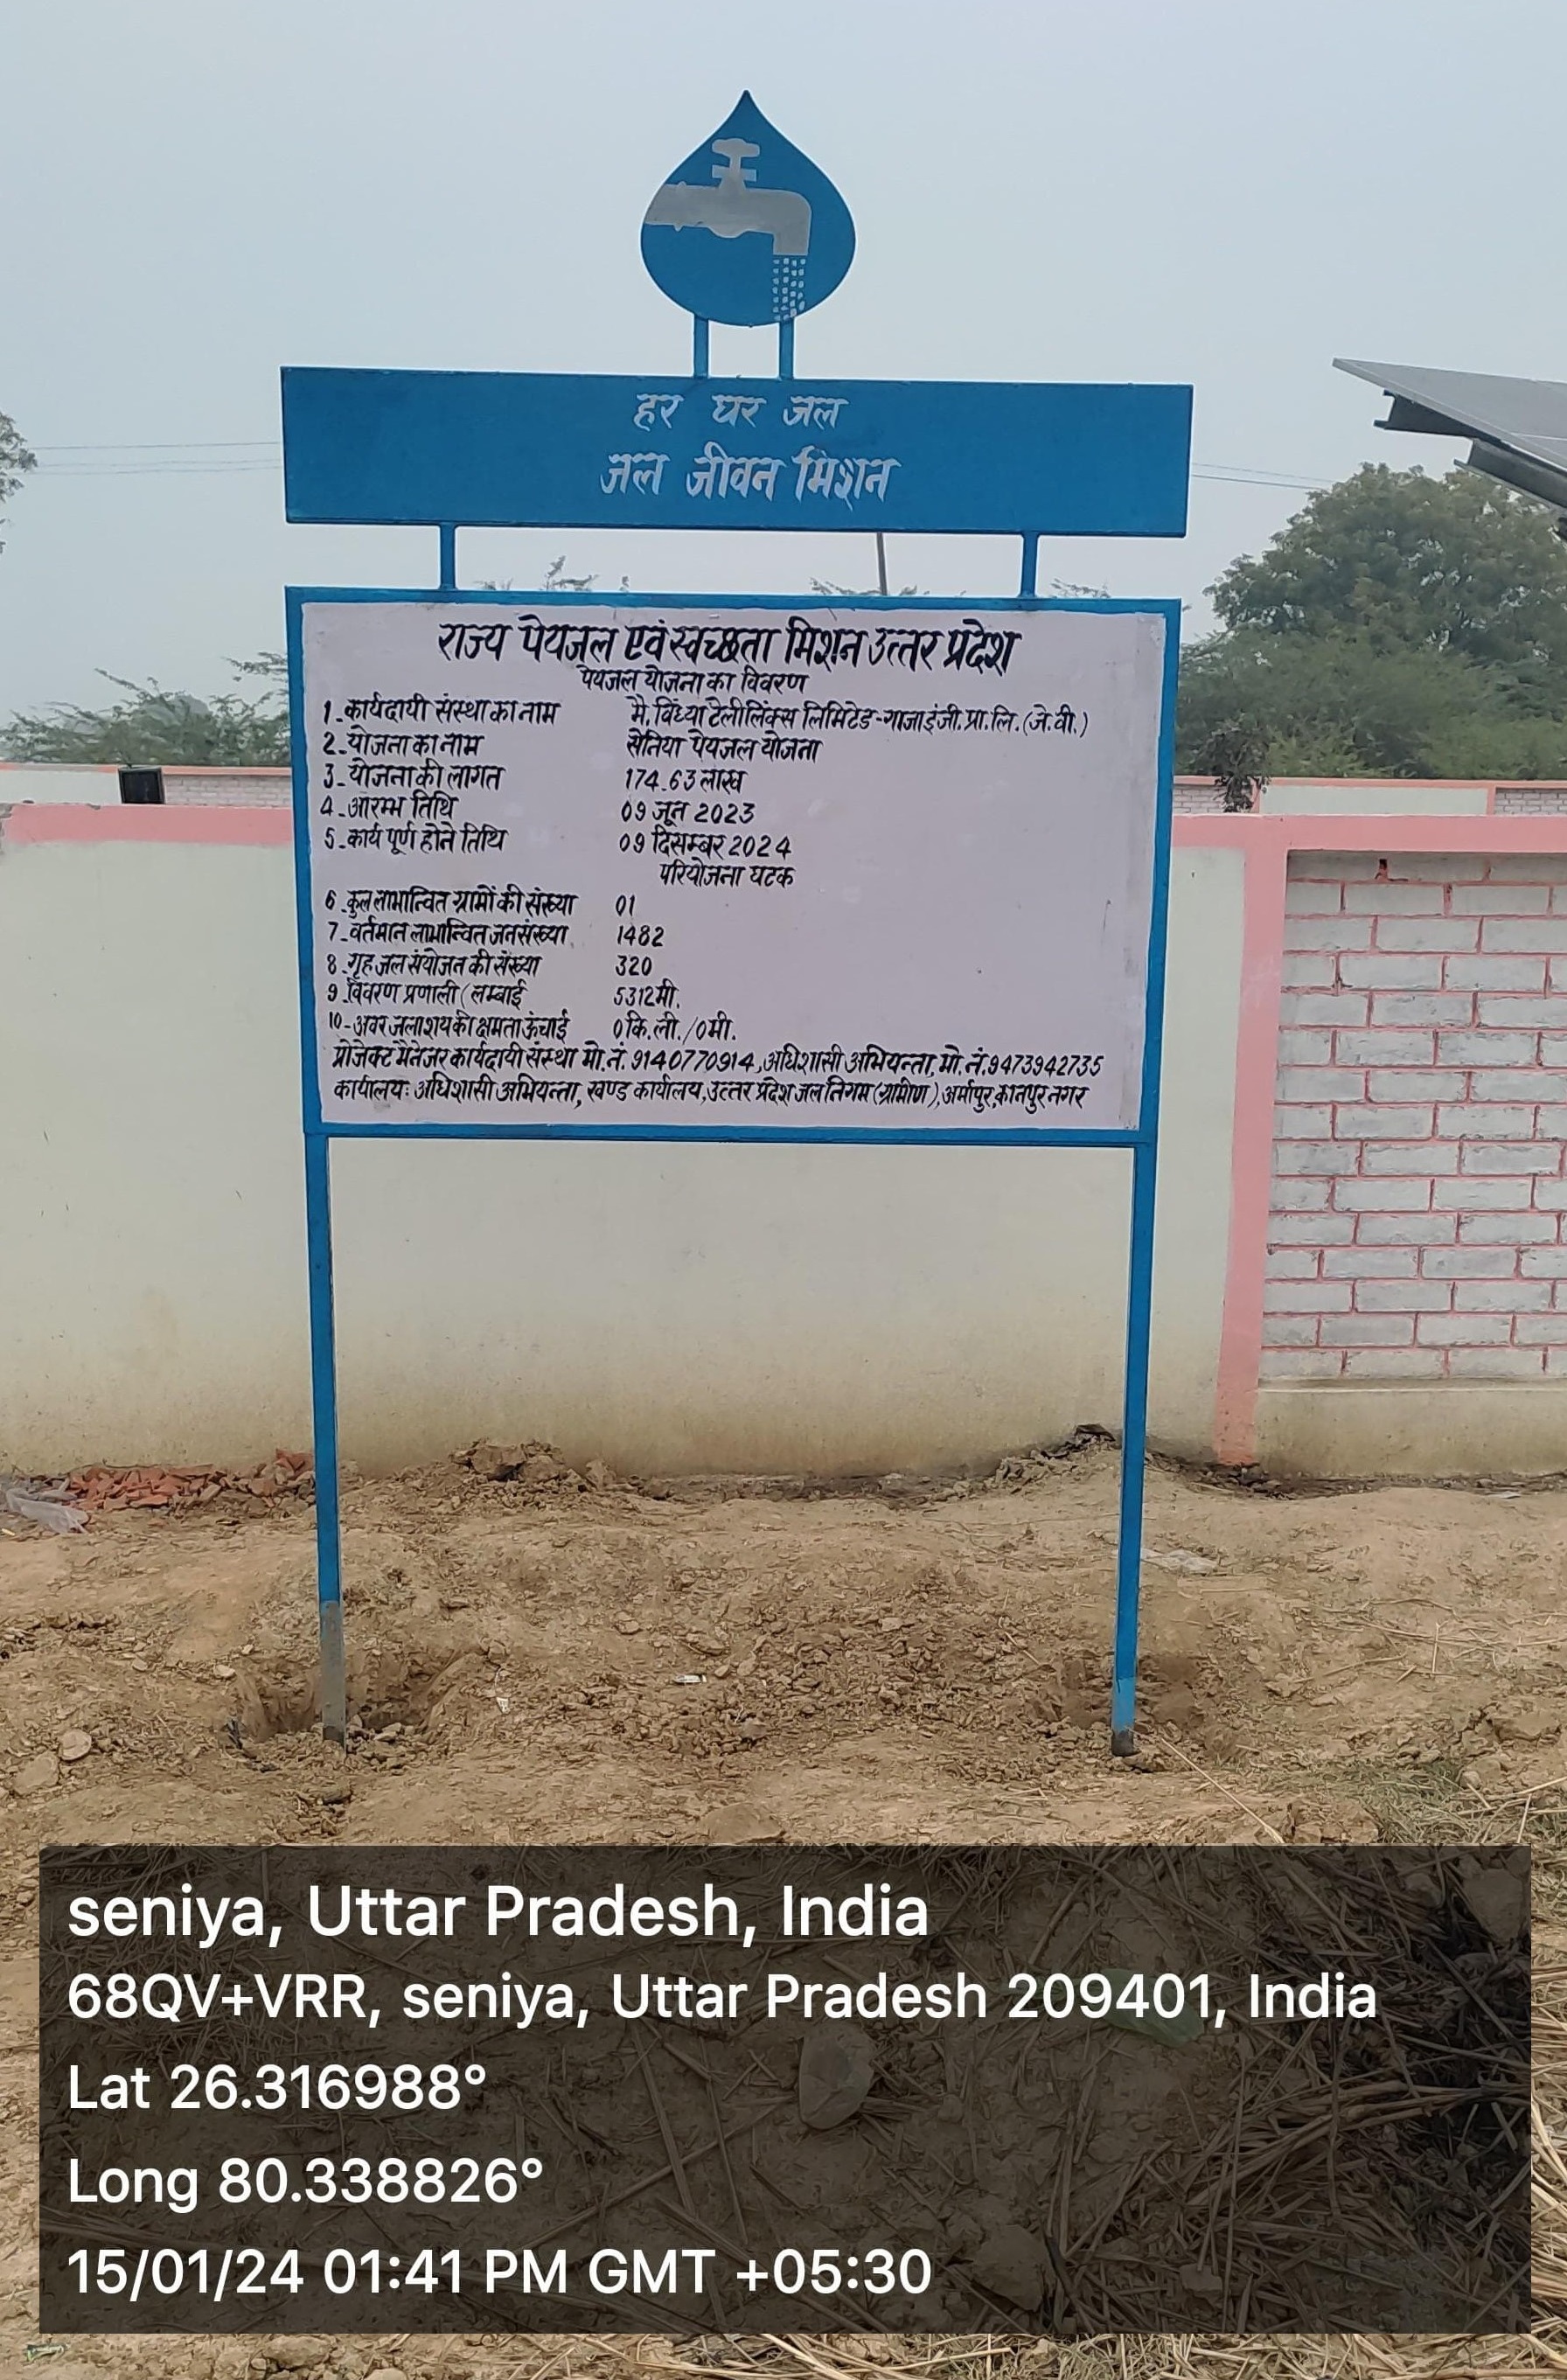 हर घर जल
जल जीवन मिशन
राज्य पेयजल एवं स्वच्छता मिशन उत्तर प्रदेश
पेयजल योजना का विवरण
1-कार्यदायी संस्था का नाम मै. विंध्या टेलीलिंक्स लिमिटेड-गाजा इंजी. प्रा. लि. (जे.वी.)
2-योजना का नाम सेनिया पेयजल योजना
3-योजना की लागत 174.63 लाख
4-आरम्भ तिथि 09 जून 2023
5-कार्य पूर्ण होने तिथि 09 दिसम्बर 2024
परियोजना घटक
6-कुल लाभान्वित ग्रामों की संख्या 01
7-वर्तमान लाभान्वित जनसंख्या 1482
8-गृह जल संयोजन की संख्या 320
9-विवरण प्रणाली (लम्बाई 5312मी.
10-अवर जलाशय की क्षमता ऊंचाई 0 कि.ली./0मी.
प्रोजेक्ट मैनेजर कार्यदायी संस्था मो.नं. 9140770914, अधिशासी अभियन्ता, मो.नं. 9473942735
कार्यालय: अधिशासी अभियन्ता, खण्ड कार्यालय, उत्तर प्रदेश जल निगम (ग्रामीण), अर्मापुर, कानपुर नगर
seniya, Uttar Pradesh, India
68QV+VRR, seniya, Uttar Pradesh 209401, India
Lat 26.316988°
Long 80.338826°
15/01/24 01:41 PM GMT +05:30